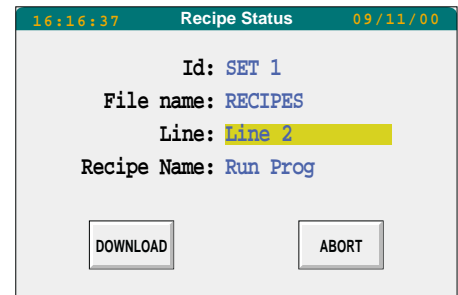 16:16:37 Recipe Status 09/11/00
Id: SET 1
File name: RECIPES
Line: Line 2
Recipe Name: Run Prog
DOWNLOAD ABORT